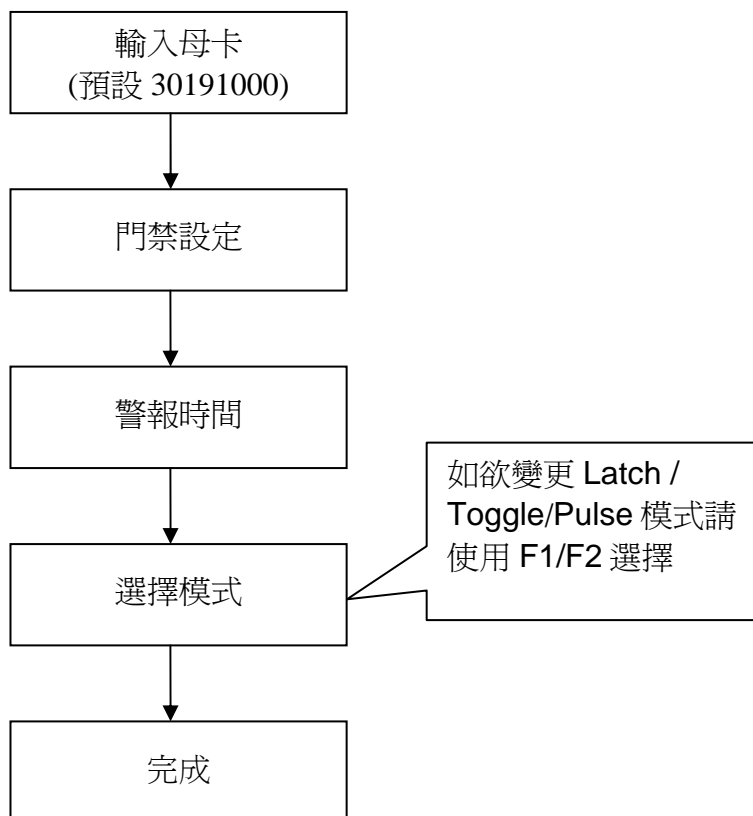 輸入母卡
(預設 30191000)
門禁設定
警報時間
選擇模式
如欲變更 Latch /
Toggle/Pulse 模式請
使用 F1/F2 選擇
完成